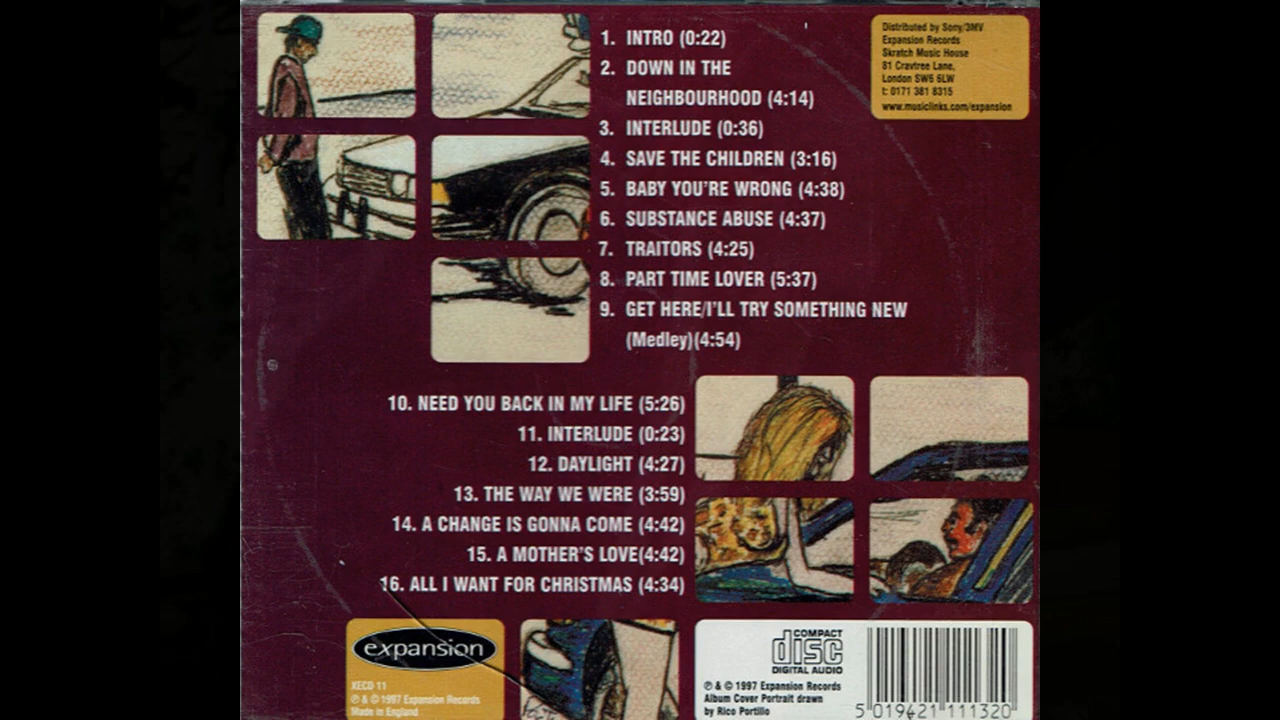 1. INTRO (0:22)
2. DOWN IN THE
NEIGHBOURHOOD (4:14)
3. INTERLUDE (0:36)
4. SAVE THE CHILDREN (3:16)
5. BABY YOU'RE WRONG (4:38)
6. SUBSTANCE ABUSE (4:37)
7. TRAITORS (4:25)
8. PART TIME LOVER (5:37)
9. GET HERE/I'LL TRY SOMETHING NEW
(Medley)(4:54)
Distributed by Sony/3MV
Expansion Records
Skratch Music House
81 Cravtree Lane,
London SW6 6LW
t: 0171 381 8315
www.musiclinks.com/expansion
10. NEED YOU BACK IN MY LIFE (5:26)
11. INTERLUDE (0:23)
12. DAYLIGHT (4:27)
13. THE WAY WE WERE (3:59)
14. A CHANGE IS GONNA COME (4:42)
15. A MOTHER'S LOVE(4:42)
16. ALL I WANT FOR CHRISTMAS (4:34)
expansion
XECD 11
℗ & © 1997 Expansion Records
Made in England
COMPACT
disc
DIGITAL AUDIO
℗ & © 1997 Expansion Records
Album Cover Portrait drawn
by Rico Portillo
5 019421 111320